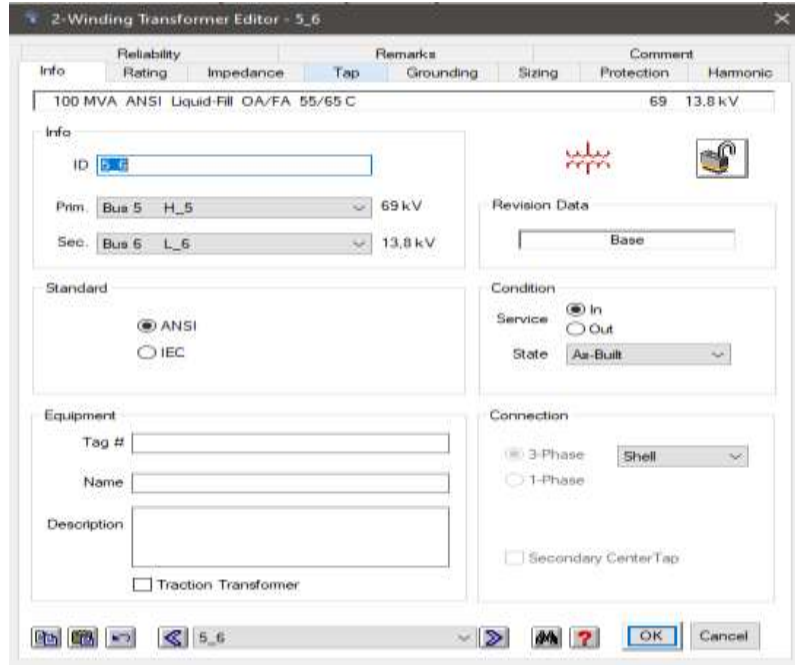 2-Winding Transformer Editor - 5_6
Reliability Remarks Comment
Info Rating Impedance Tap Grounding Sizing Protection Harmonic
100 MVA ANSI Liquid-Fill OA/FA 55/65 C 69 13.8 kV
Info
ID 5_6
Prim. Bus 5 H_5 69 kV
Sec. Bus 6 L_6 13.8 kV
Revision Data
Base
Standard
ANSI
IEC
Condition
Service In
Out
State As-Built
Equipment
Tag #
Name
Description
Traction Transformer
Connection
3-Phase Shell
1-Phase
Secondary CenterTap
5_6 ? OK Cancel